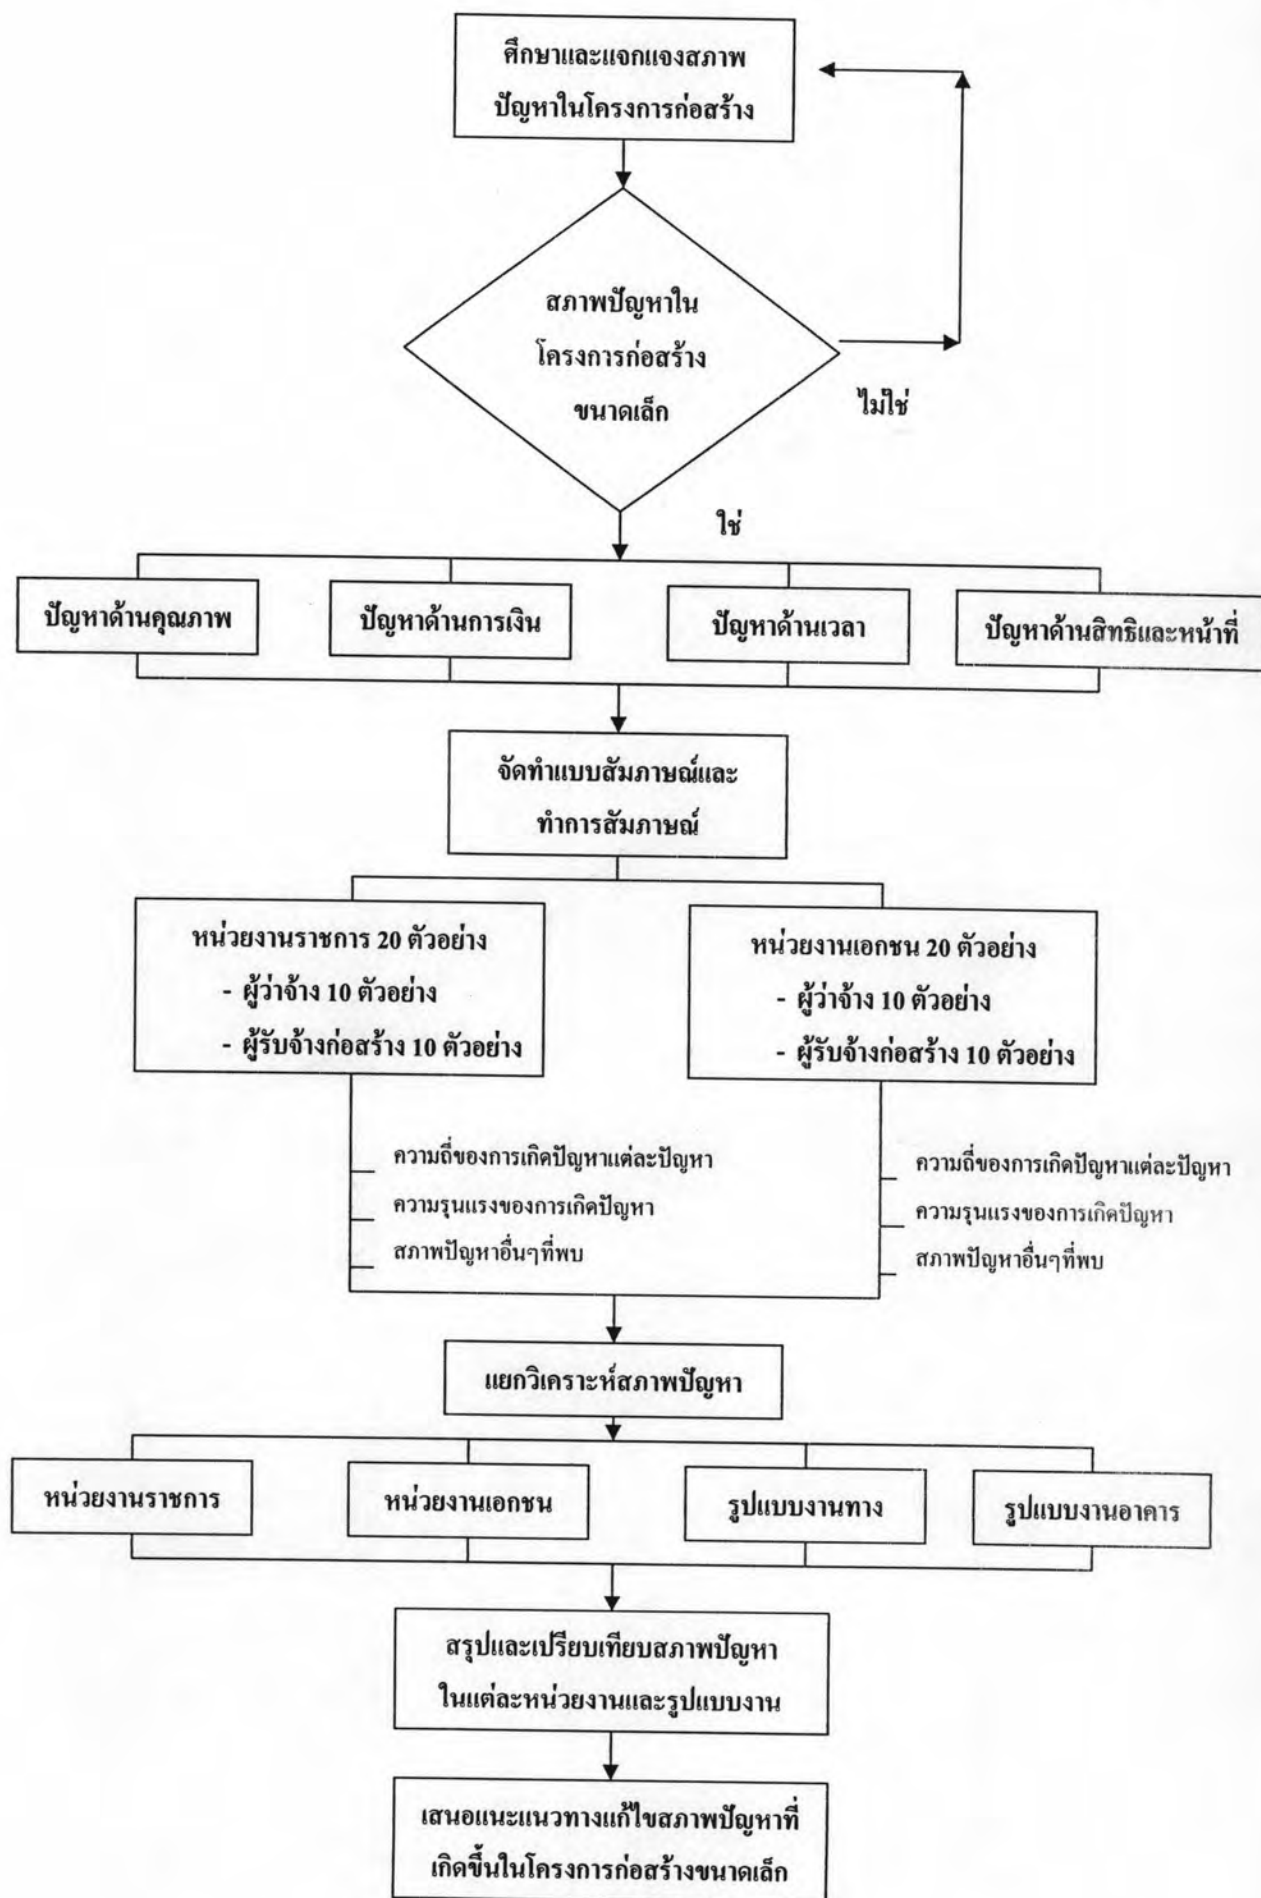 ศึกษาและแจกแจงสภาพ
ปัญหาในโครงการก่อสร้าง
สภาพปัญหาใน
โครงการก่อสร้าง
ขนาดเล็ก
ไม่ใช่
ใช่
ปัญหาด้านคุณภาพ
ปัญหาด้านการเงิน
ปัญหาด้านเวลา
ปัญหาด้านสิทธิและหน้าที่
จัดทำแบบสัมภาษณ์และ
ทำการสัมภาษณ์
หน่วยงานราชการ 20 ตัวอย่าง
- ผู้ว่าจ้าง 10 ตัวอย่าง
- ผู้รับจ้างก่อสร้าง 10 ตัวอย่าง
หน่วยงานเอกชน 20 ตัวอย่าง
- ผู้ว่าจ้าง 10 ตัวอย่าง
- ผู้รับจ้างก่อสร้าง 10 ตัวอย่าง
ความถี่ของการเกิดปัญหาแต่ละปัญหา
ความรุนแรงของการเกิดปัญหา
สภาพปัญหาอื่นๆที่พบ
ความถี่ของการเกิดปัญหาแต่ละปัญหา
ความรุนแรงของการเกิดปัญหา
สภาพปัญหาอื่นๆที่พบ
แยกวิเคราะห์สภาพปัญหา
หน่วยงานราชการ
หน่วยงานเอกชน
รูปแบบงานทาง
รูปแบบงานอาคาร
สรุปและเปรียบเทียบสภาพปัญหา
ในแต่ละหน่วยงานและรูปแบบงาน
เสนอแนะแนวทางแก้ไขสภาพปัญหาที่
เกิดขึ้นในโครงการก่อสร้างขนาดเล็ก